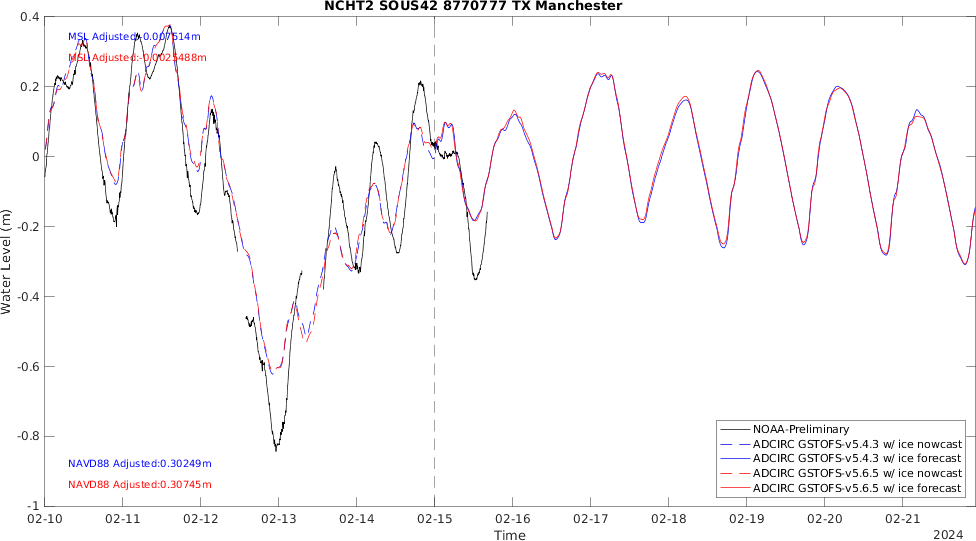 NCHT2 SOUS42 8770777 TX Manchester
MSL Adjusted:-0.007514m
MSL Adjusted:-0.0025488m
NAVD88 Adjusted:0.30249m
NAVD88 Adjusted:0.30745m
Water Level (m)
0.4
0.2
0
-0.2
-0.4
-0.6
-0.8
-1
NOAA-Preliminary
ADCIRC GSTOFS-v5.4.3 w/ ice nowcast
ADCIRC GSTOFS-v5.4.3 w/ ice forecast
ADCIRC GSTOFS-v5.6.5 w/ ice nowcast
ADCIRC GSTOFS-v5.6.5 w/ ice forecast
02-10 02-11 02-12 02-13 02-14 02-15 02-16 02-17 02-18 02-19 02-20 02-21
Time
2024